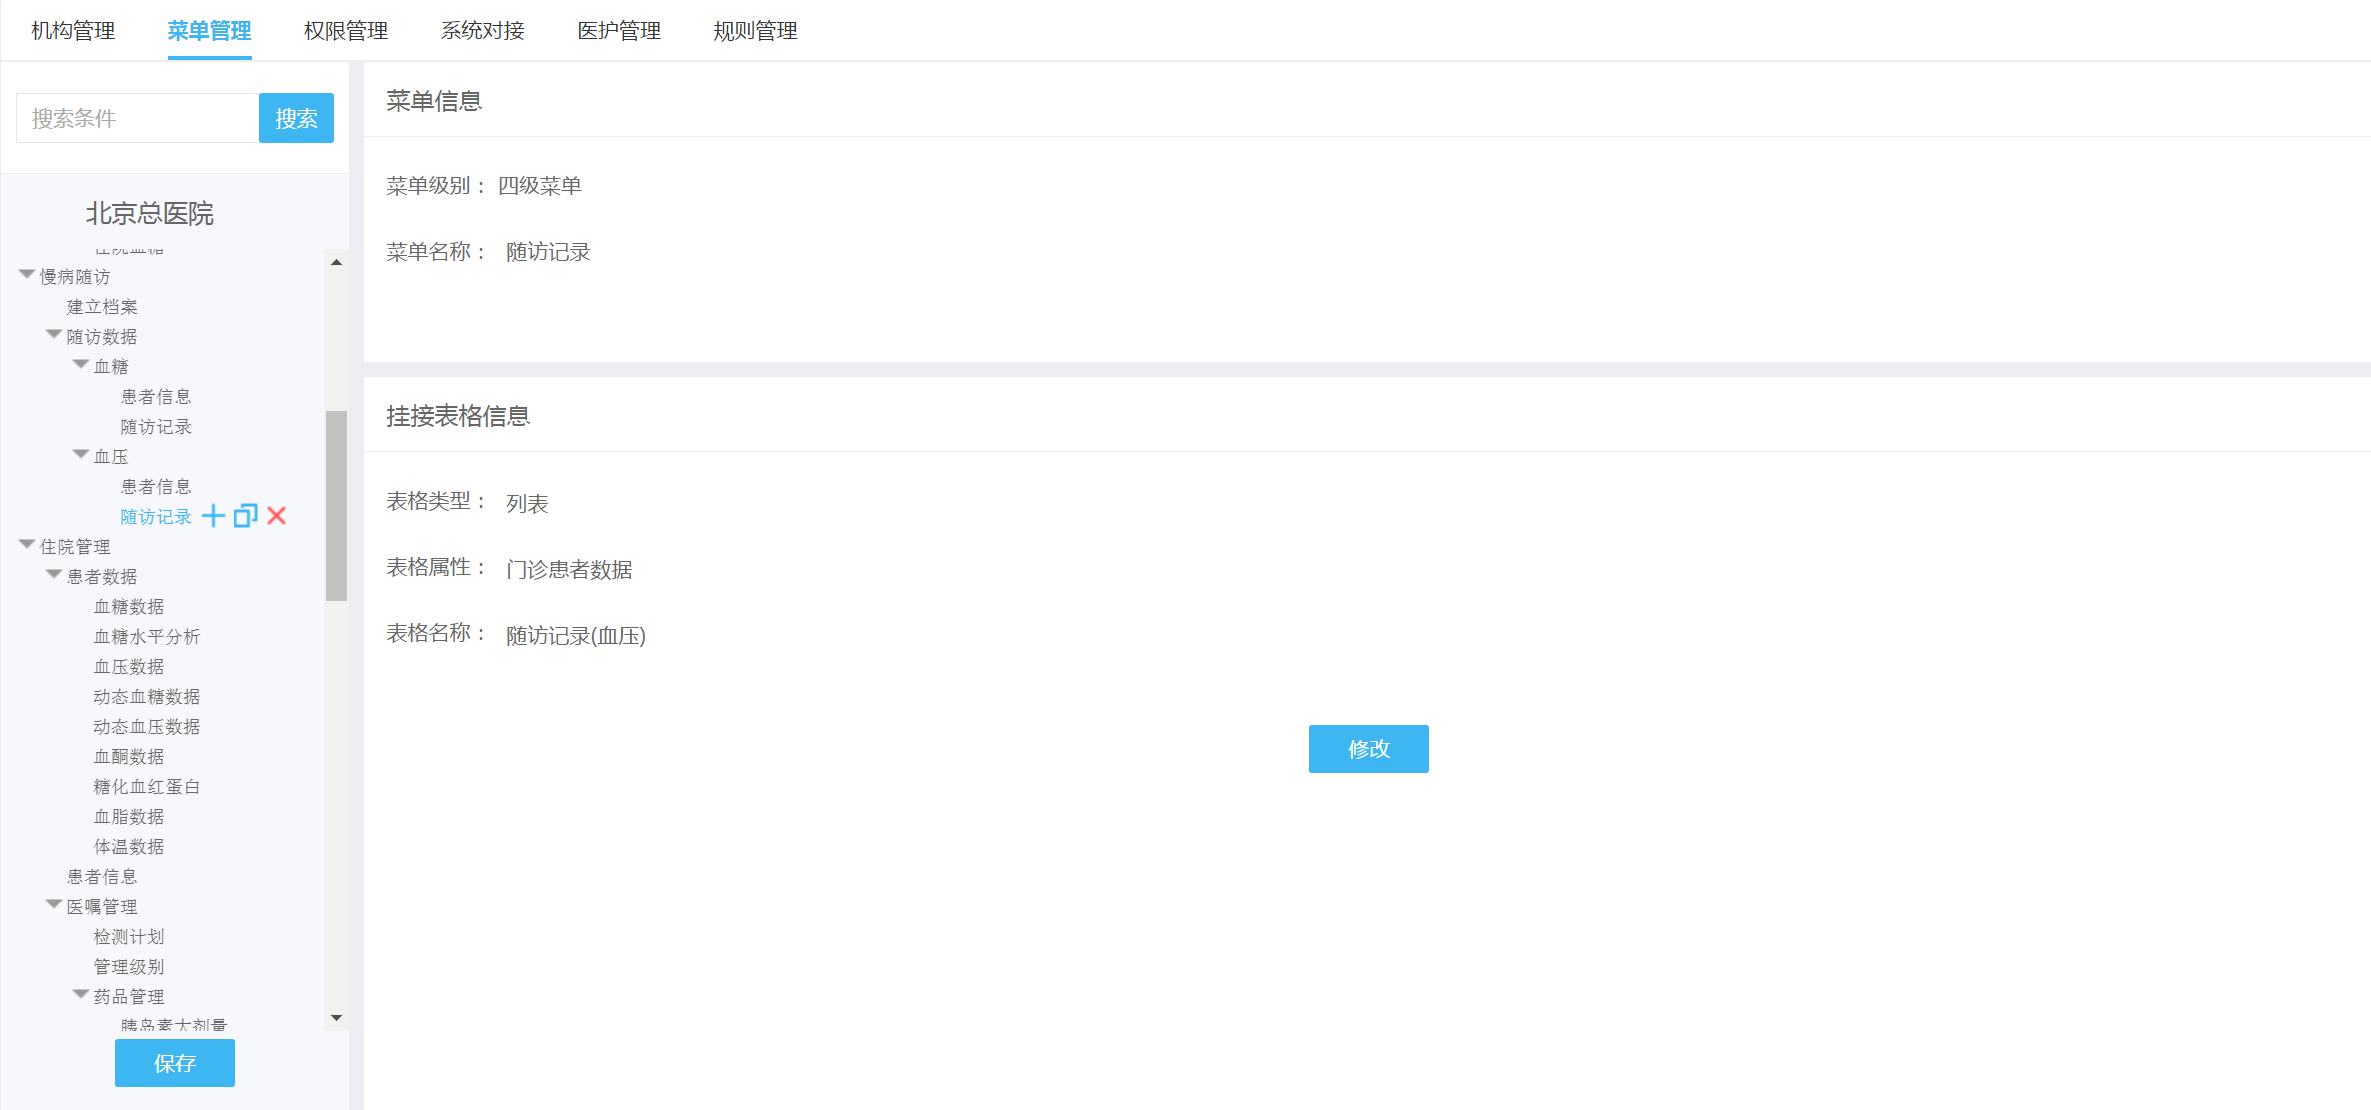 机构管理 菜单管理 权限管理 系统对接 医护管理 规则管理
搜索条件 搜索
北京总医院
住院血糖
慢病随访
建立档案
随访数据
血糖
患者信息
随访记录
血压
患者信息
随访记录
住院管理
患者数据
血糖数据
血糖水平分析
血压数据
动态血糖数据
动态血压数据
血酮数据
糖化血红蛋白
血脂数据
体温数据
患者信息
医嘱管理
检测计划
管理级别
药品管理
胰岛素大剂量
保存
菜单信息
菜单级别： 四级菜单
菜单名称： 随访记录
挂接表格信息
表格类型： 列表
表格属性： 门诊患者数据
表格名称： 随访记录(血压)
修改